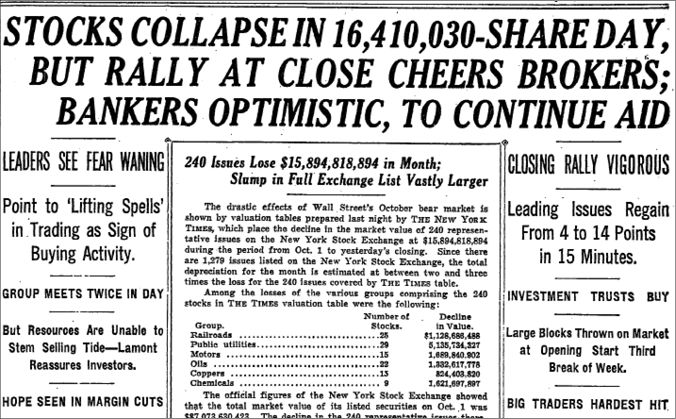 STOCKS COLLAPSE IN 16,410,030-SHARE DAY,
BUT RALLY AT CLOSE CHEERS BROKERS;
BANKERS OPTIMISTIC, TO CONTINUE AID
LEADERS SEE FEAR WANING
Point to 'Lifting Spells'
in Trading as Sign of
Buying Activity.
GROUP MEETS TWICE IN DAY
But Resources Are Unable to
Stem Selling Tide—Lamont
Reassures Investors.
HOPE SEEN IN MARGIN CUTS
240 Issues Lose $15,894,818,894 in Month;
Slump in Full Exchange List Vastly Larger
The drastic effects of Wall Street's October bear market is
shown by valuation tables prepared last night by THE NEW YORK
TIMES, which place the decline in the market value of 240 represen-
tative issues on the New York Stock Exchange at $15,894,818,894
during the period from Oct. 1 to yesterday's closing. Since there
are 1,279 issues listed on the New York Stock Exchange, the total
depreciation for the month is estimated at between two and three
times the loss for the 240 issues covered by THE TIMES table.
Among the losses of the various groups comprising the 240
stocks in THE TIMES valuation table were the following:
Number of Decline
Group. Stocks. in Value.
Railroads 25 $1,128,686,488
Public utilities 29 5,135,734,327
Motors 15 1,689,840,902
Oils 22 1,332,617,778
Coppers 15 824,403,820
Chemicals 9 1,621,697,897
The official figures of the New York Stock Exchange showed
that the total market value of its listed securities on Oct. 1 was
$87,073,630,423. The decline in the 240 representative issues
CLOSING RALLY VIGOROUS
Leading Issues Regain
From 4 to 14 Points
in 15 Minutes.
INVESTMENT TRUSTS BUY
Large Blocks Thrown on Market
at Opening Start Third
Break of Week.
BIG TRADERS HARDEST HIT